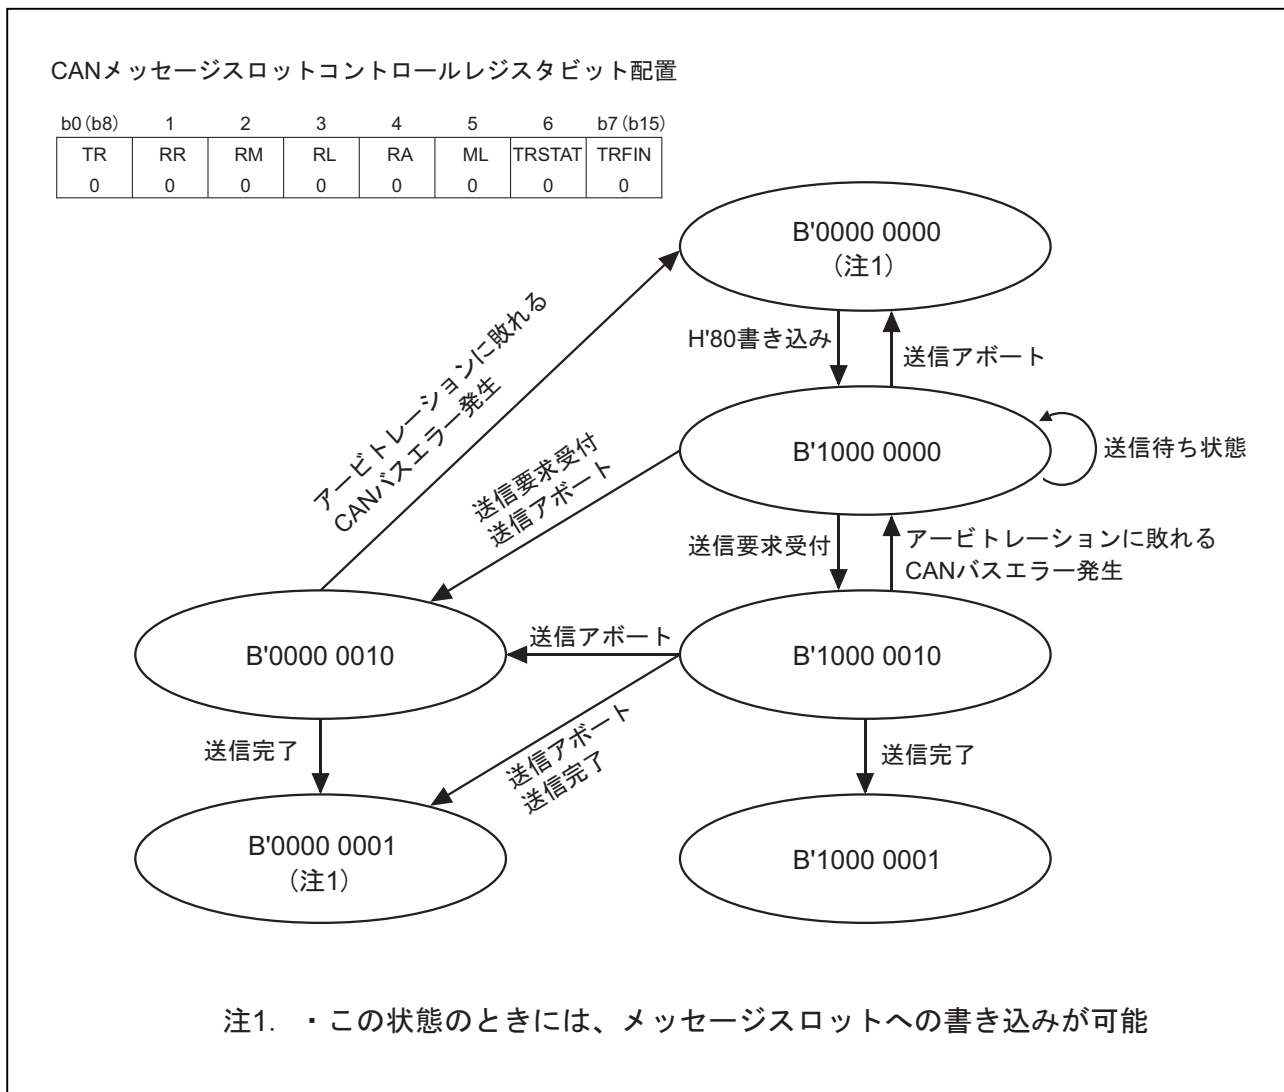 CANメッセージスロットコントロールレジスタビット配置
b0(b8) 1 2 3 4 5 6 b7(b15)
TR RR RM RL RA ML TRSTAT TRFIN
0 0 0 0 0 0 0 0
B'0000 0000
（注1）
アービトレーションに敗れる
CANバスエラー発生
H'80書き込み
送信アボート
B'1000 0000
送信待ち状態
送信要求受付
送信アボート
送信要求受付
アービトレーションに敗れる
CANバスエラー発生
B'0000 0010
送信アボート
B'1000 0010
送信完了
送信アボート
送信完了
送信完了
B'0000 0001
（注1）
B'1000 0001
注1. ・この状態のときには、メッセージスロットへの書き込みが可能